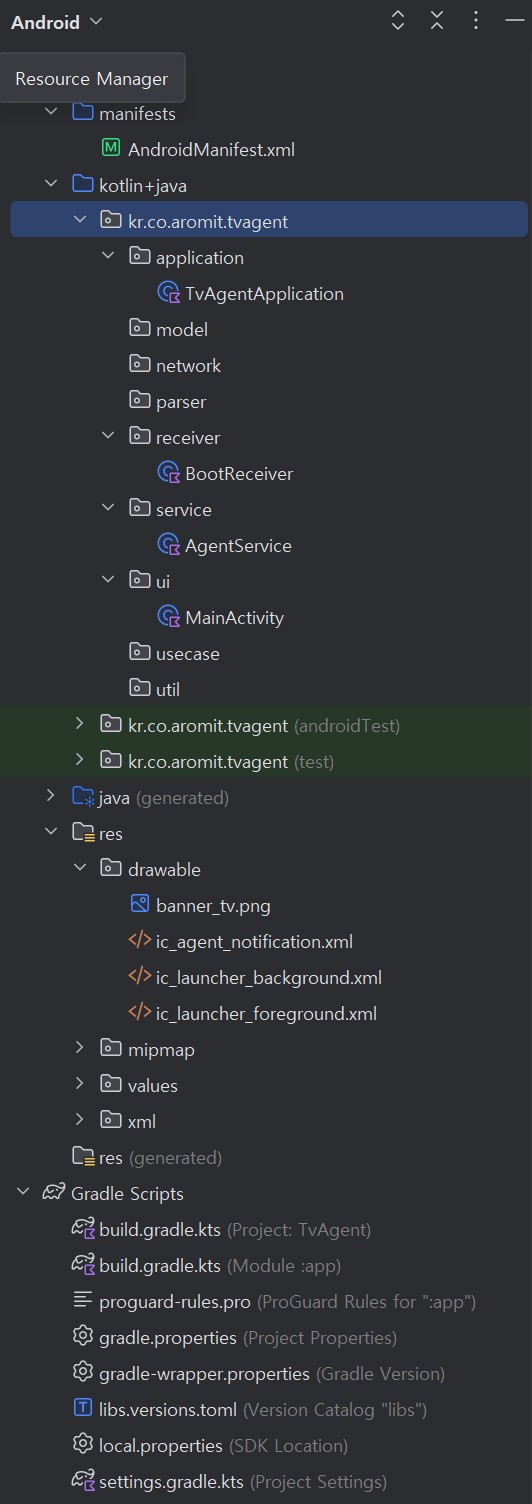 Android
Resource Manager
manifests
AndroidManifest.xml
kotlin+java
kr.co.aromit.tvagent
application
TvAgentApplication
model
network
parser
receiver
BootReceiver
service
AgentService
ui
MainActivity
usecase
util
kr.co.aromit.tvagent (androidTest)
kr.co.aromit.tvagent (test)
java (generated)
res
drawable
banner_tv.png
ic_agent_notification.xml
ic_launcher_background.xml
ic_launcher_foreground.xml
mipmap
values
xml
res (generated)
Gradle Scripts
build.gradle.kts (Project: TvAgent)
build.gradle.kts (Module :app)
proguard-rules.pro (ProGuard Rules for ":app")
gradle.properties (Project Properties)
gradle-wrapper.properties (Gradle Version)
libs.versions.toml (Version Catalog "libs")
local.properties (SDK Location)
settings.gradle.kts (Project Settings)